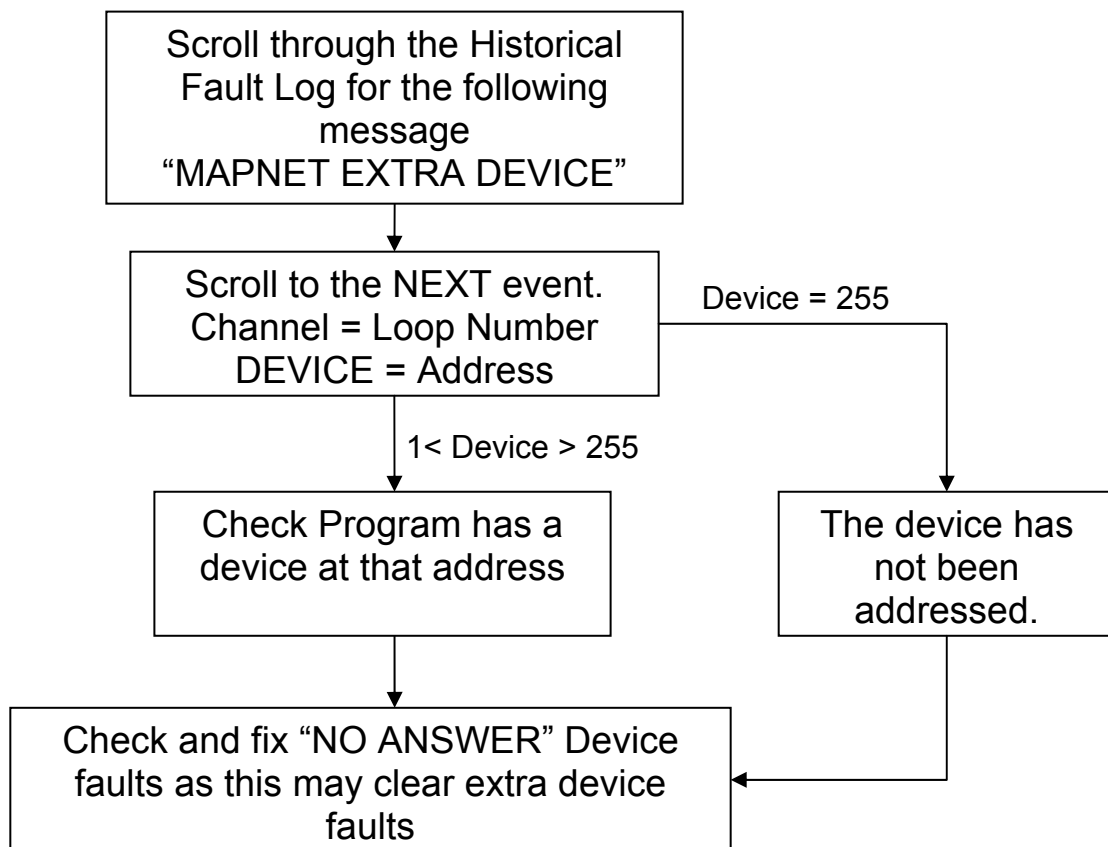 Scroll through the Historical
Fault Log for the following
message
“MAPNET EXTRA DEVICE”
Scroll to the NEXT event.
Channel = Loop Number
DEVICE = Address
Device = 255
1< Device > 255
Check Program has a
device at that address
The device has
not been
addressed.
Check and fix “NO ANSWER” Device
faults as this may clear extra device
faults